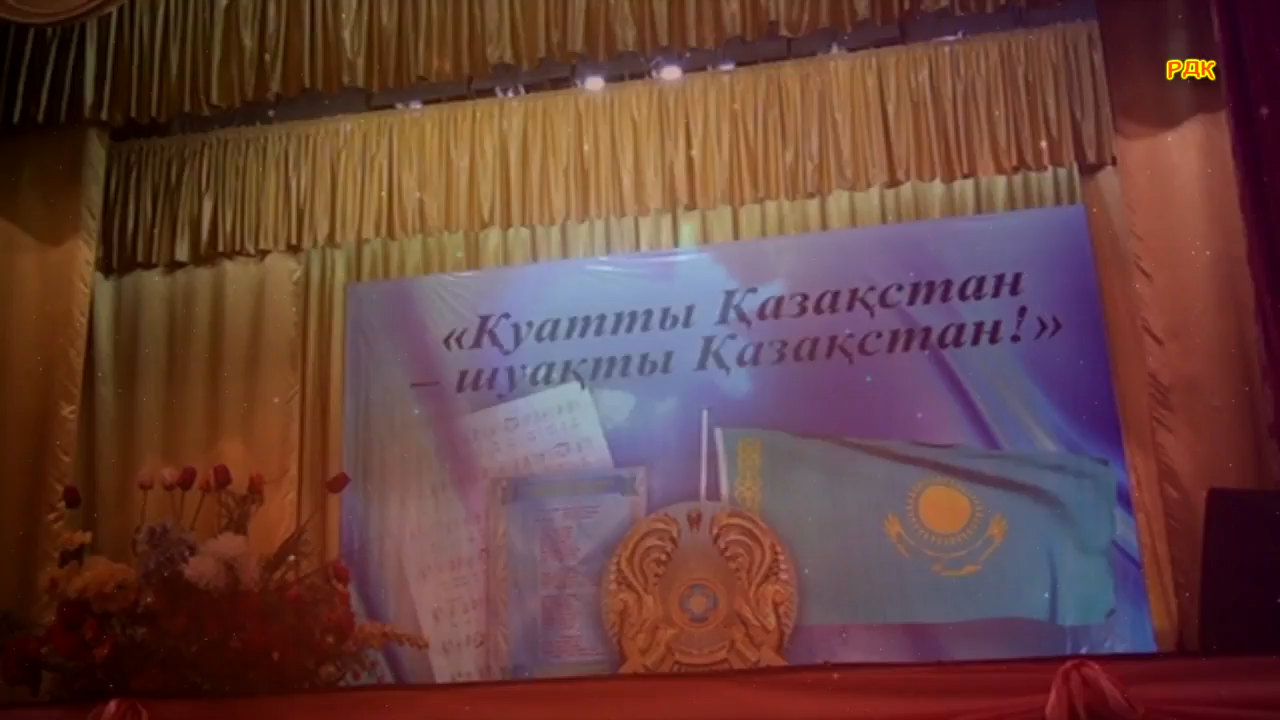 РДК
«Қуатты Қазақстан
– шуақты Қазақстан!»